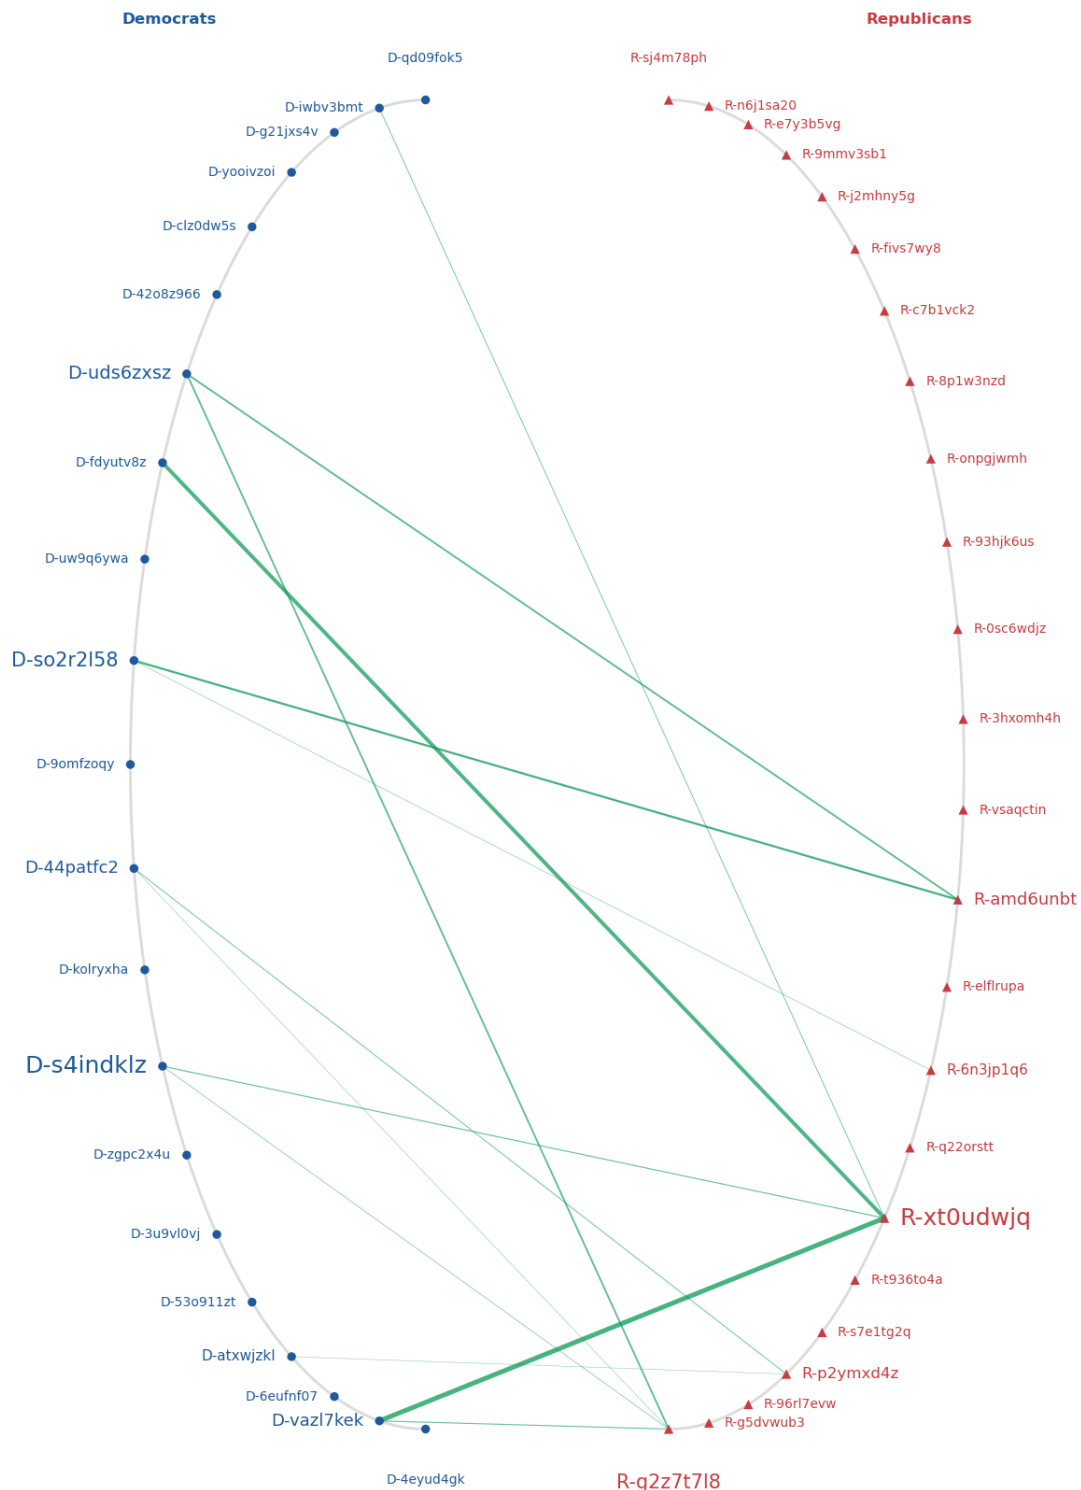 Democrats
Republicans
D-qd09fok5
R-sj4m78ph
D-iwbv3bmt
R-n6j1sa20
D-g21jxs4v
R-e7y3b5vg
R-9mmv3sb1
D-yooivzoi
R-j2mhny5g
D-clz0dw5s
R-fivs7wy8
D-42o8z966
R-c7b1vck2
D-uds6zxsz
R-8p1w3nzd
D-fdyutv8z
R-onpgjwmh
R-93hjk6us
D-uw9q6ywa
R-0sc6wdjz
D-so2r2l58
R-3hxomh4h
D-9omfzoqy
R-vsaqctin
D-44patfc2
R-amd6unbt
D-kolryxha
R-elflrupa
D-s4indklz
R-6n3jp1q6
R-q22orstt
D-zgpc2x4u
R-xt0udwjq
D-3u9vl0vj
R-t936to4a
D-53o911zt
R-s7e1tg2q
D-atxwjzkl
R-p2ymxd4z
D-6eufnf07
R-96rl7evw
D-vazl7kek
R-g5dvwub3
D-4eyud4gk
R-g2z7t7l8